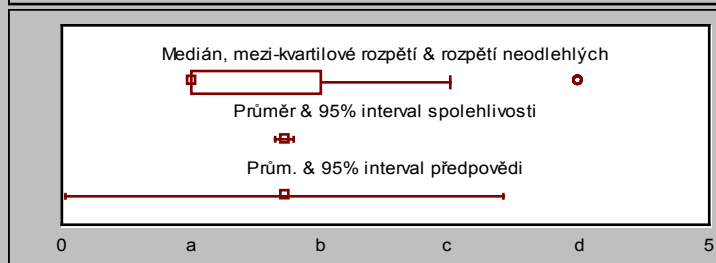 Medián, mezi-kvartilové rozpětí & rozpětí neodlehlých
Průměr & 95% interval spolehlivosti
Prům. & 95% interval předpovědi
0 a b c d 5